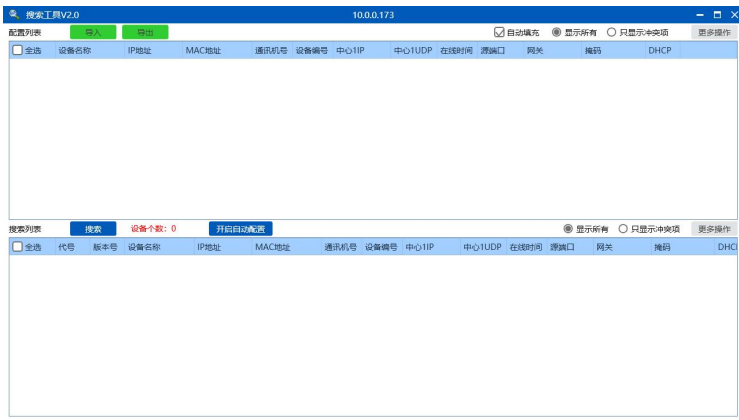 搜索工具V2.0 10.0.0.173
配置列表 导入 导出 自动填充 显示所有 只显示冲突项 更多操作
全选 设备名称 IP地址 MAC地址 通讯机号 设备编号 中心1IP 中心1UDP 在线时间 源端口 网关 掩码 DHCP
搜索列表 搜索 设备个数：0 开启自动配置 显示所有 只显示冲突项 更多操作
全选 代号 版本号 设备名称 IP地址 MAC地址 通讯机号 设备编号 中心1IP 中心1UDP 在线时间 源端口 网关 掩码 DHCI